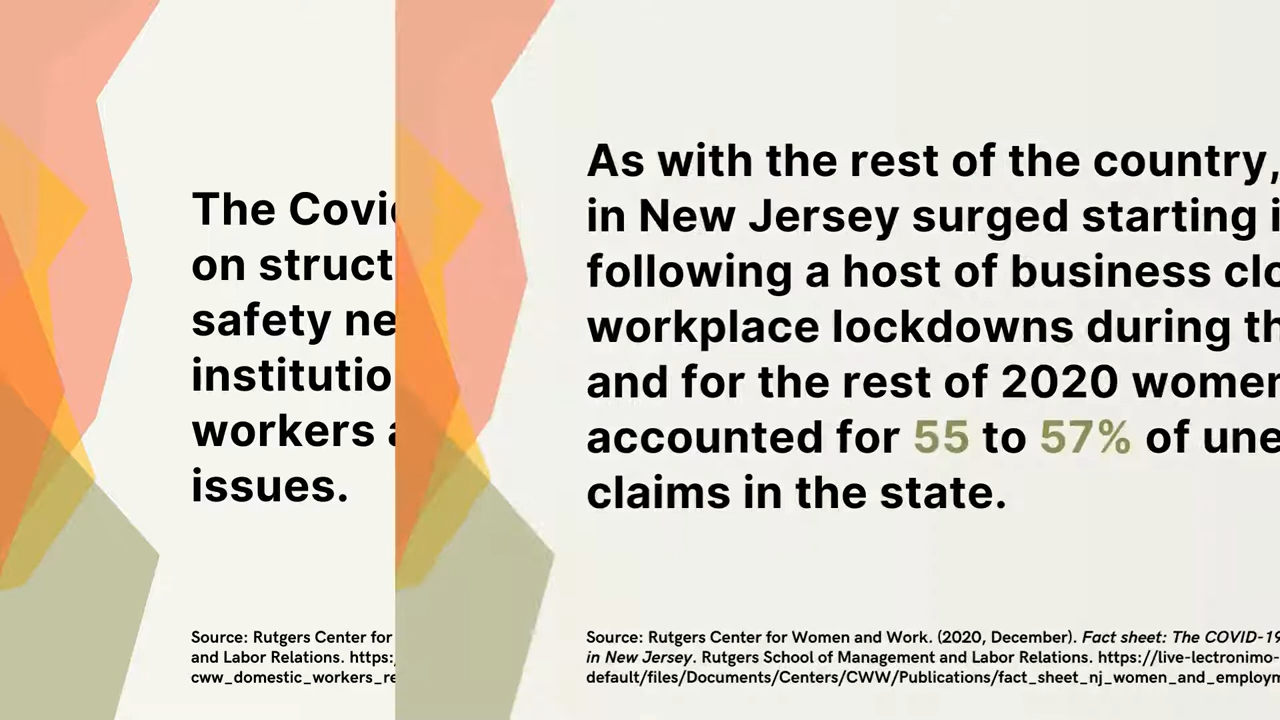 The Covid
on struct
safety ne
institutio
workers a
issues.
Source: Rutgers Center for
and Labor Relations. https:/
cww_domestic_workers_re
As with the rest of the country,
in New Jersey surged starting i
following a host of business clo
workplace lockdowns during th
and for the rest of 2020 women
accounted for 55 to 57% of une
claims in the state.
Source: Rutgers Center for Women and Work. (2020, December). Fact sheet: The COVID-19
in New Jersey. Rutgers School of Management and Labor Relations. https://live-lectronimo-
default/files/Documents/Centers/CWW/Publications/fact_sheet_nj_women_and_employm